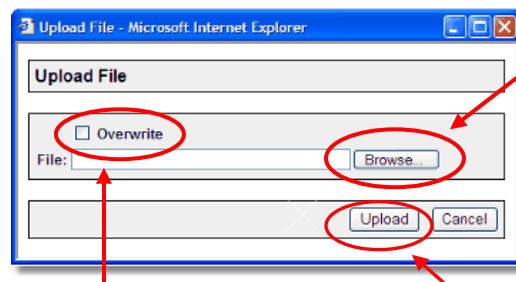 Upload File - Microsoft Internet Explorer
Upload File
Overwrite
File: Browse...
Upload Cancel